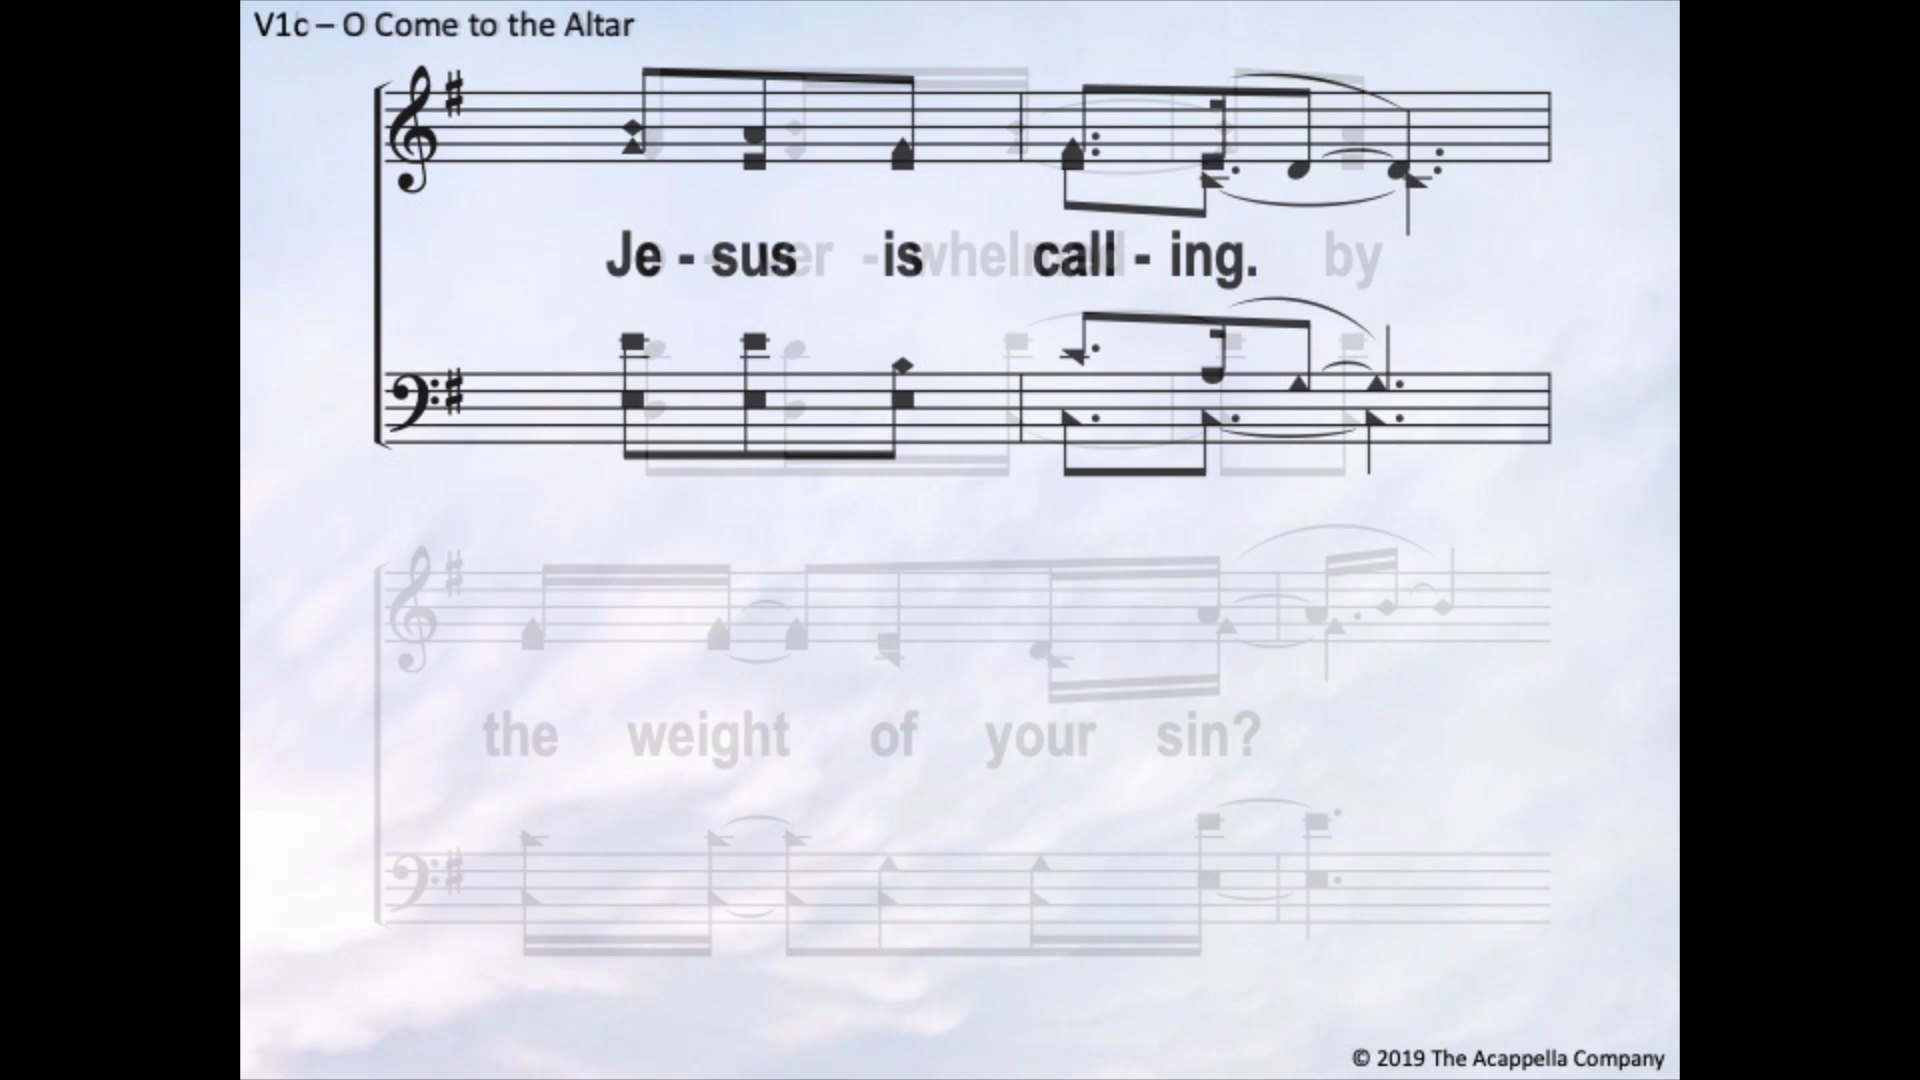 V1c – O Come to the Altar
Je - sus is call - ing. by
the weight of your sin?
© 2019 The Acappella Company